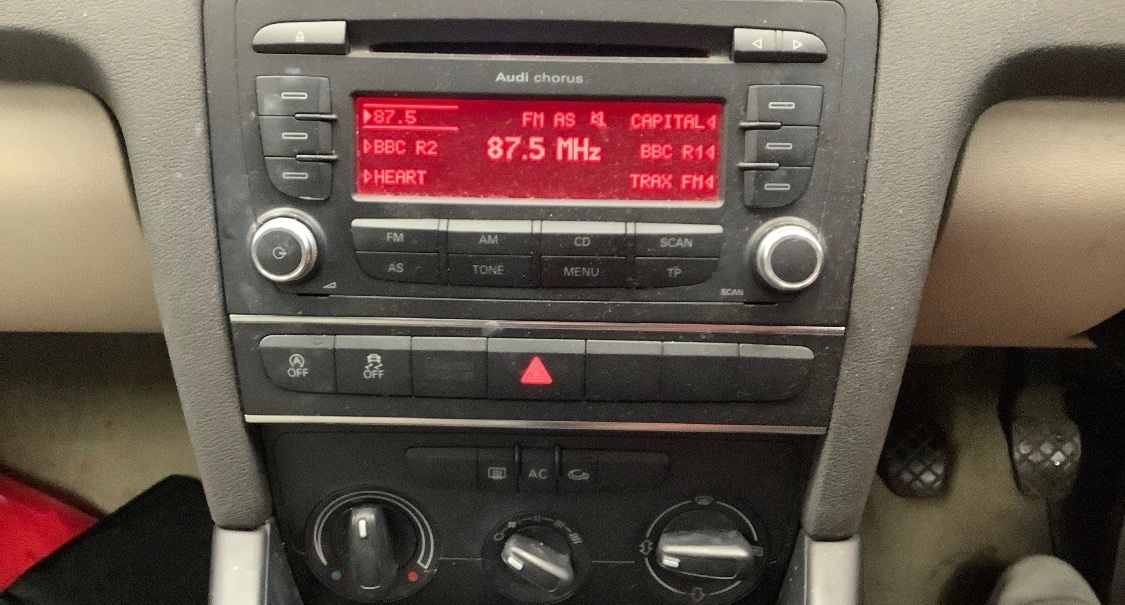 Audi chorus
87.5 FM AS CAPITAL
BBC R2 87.5 MHz BBC R1
HEART TRAX FM
FM AM CD SCAN
AS TONE MENU TP
SCAN
A OFF OFF
AC